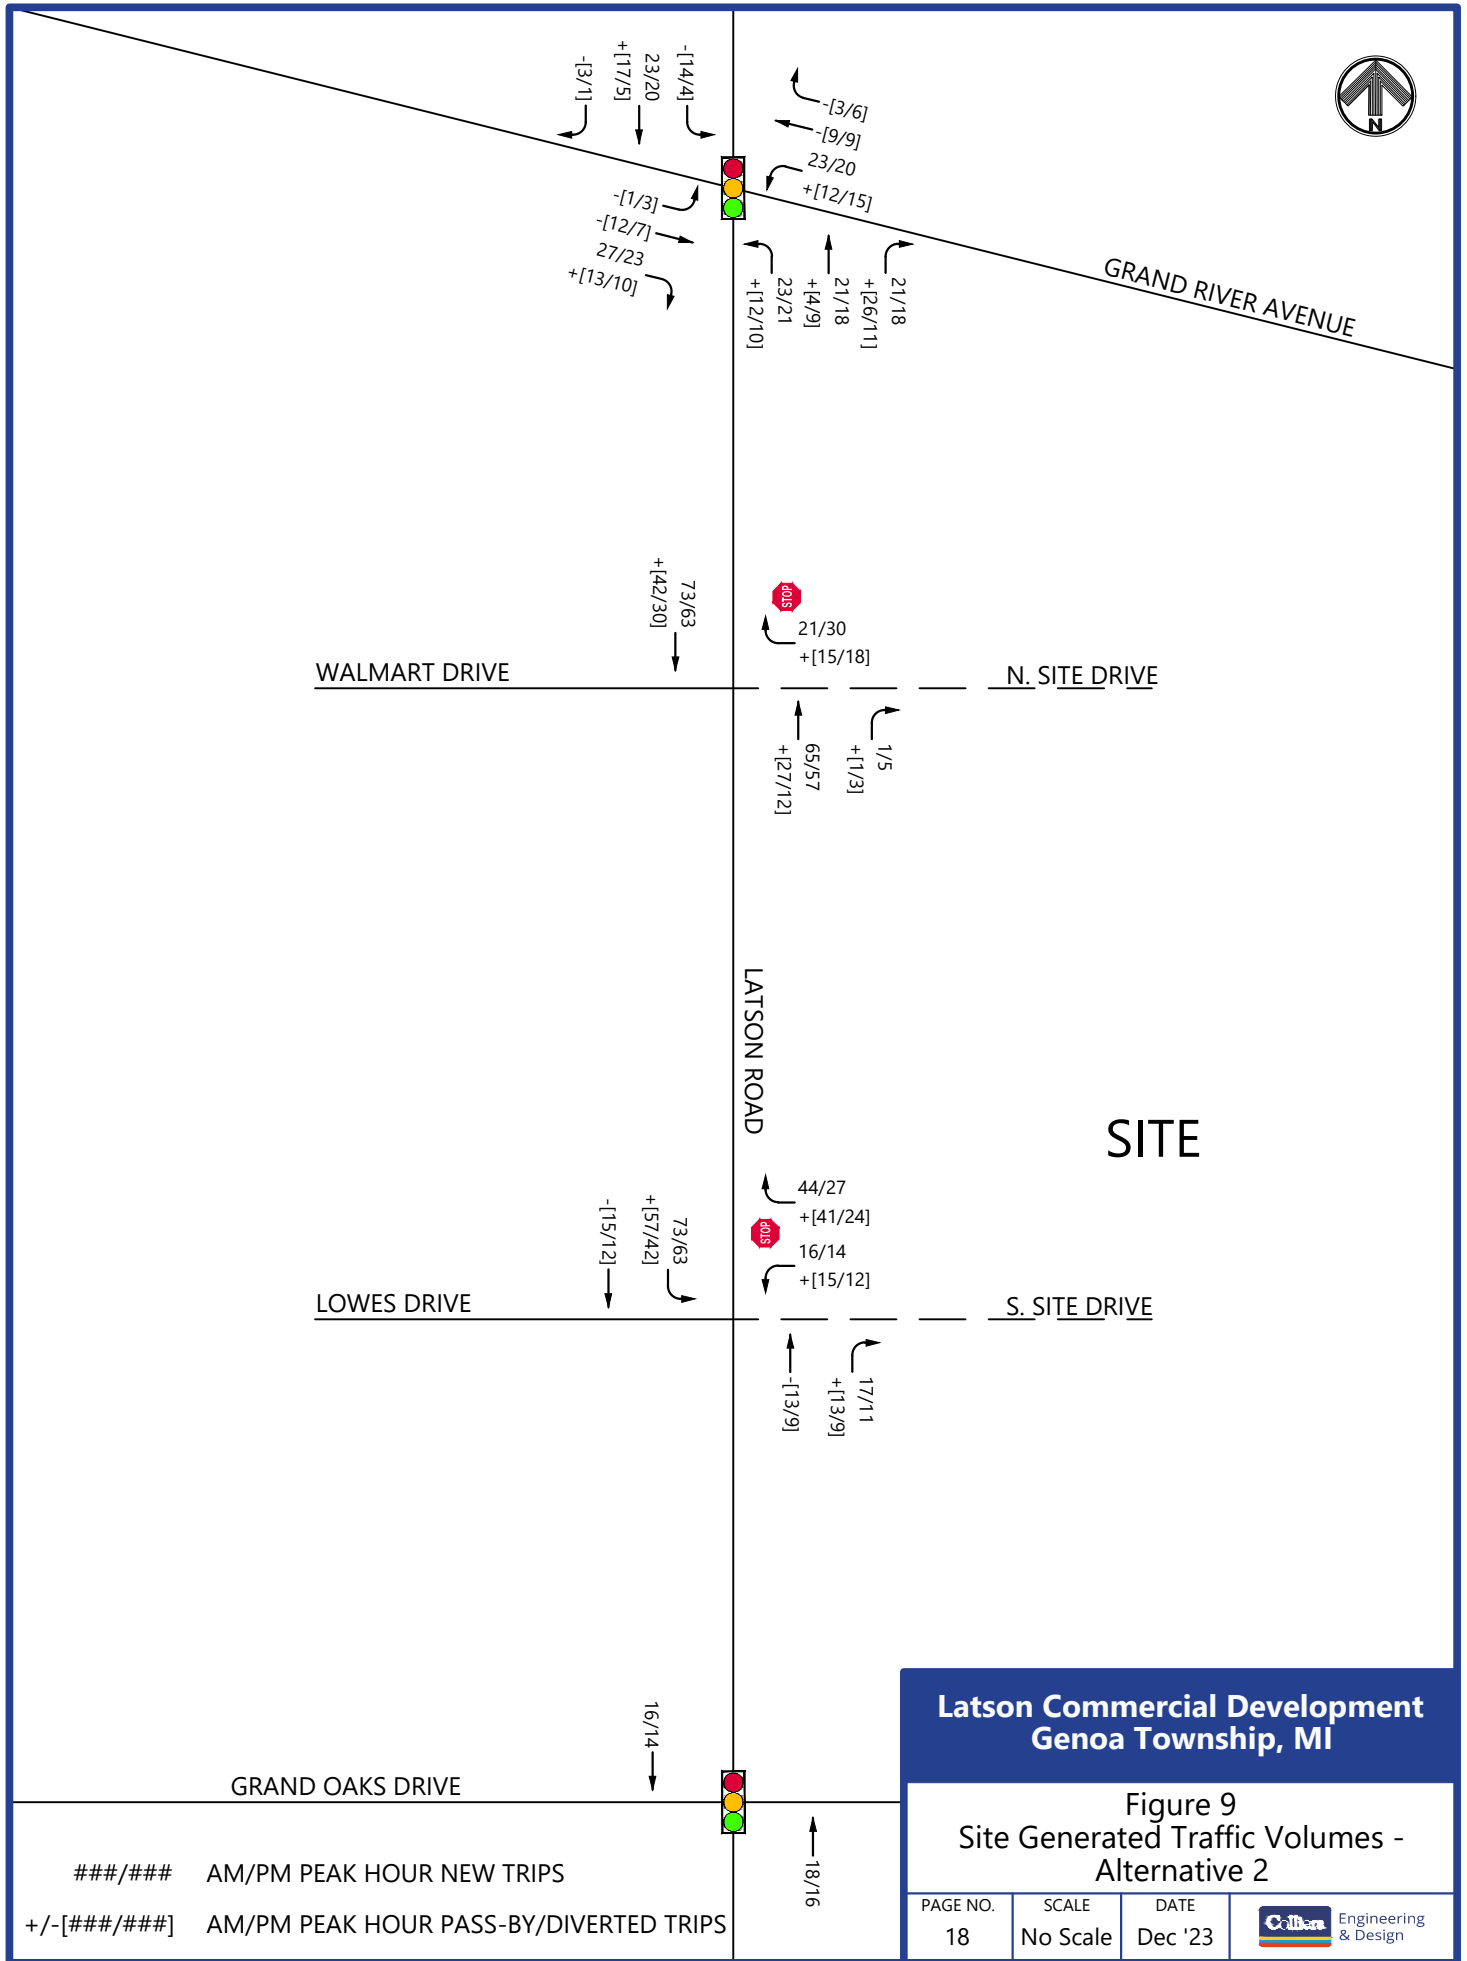 -[3/1]
+[17/5]
23/20
-[14/4]
-[3/6]
-[9/9]
23/20
+[12/15]
N
-[1/3]
-[12/7]
27/23
+[13/10]
+[12/10]
23/21
+[4/9]
21/18
+[26/11]
21/18
GRAND RIVER AVENUE
+[42/30]
73/63
STOP
21/30
+[15/18]
WALMART DRIVE
N. SITE DRIVE
+[27/12]
65/57
+[1/3]
1/5
LATSON ROAD
SITE
-[15/12]
+[57/42]
73/63
44/27
+[41/24]
STOP
16/14
+[15/12]
LOWES DRIVE
S. SITE DRIVE
-[13/9]
+[13/9]
17/11
16/14
GRAND OAKS DRIVE
18/16
###/### AM/PM PEAK HOUR NEW TRIPS
+/-[###/###] AM/PM PEAK HOUR PASS-BY/DIVERTED TRIPS
Latson Commercial Development
Genoa Township, MI
Figure 9
Site Generated Traffic Volumes -
Alternative 2
PAGE NO.
18
SCALE
No Scale
DATE
Dec '23
Colliers
Engineering
& Design